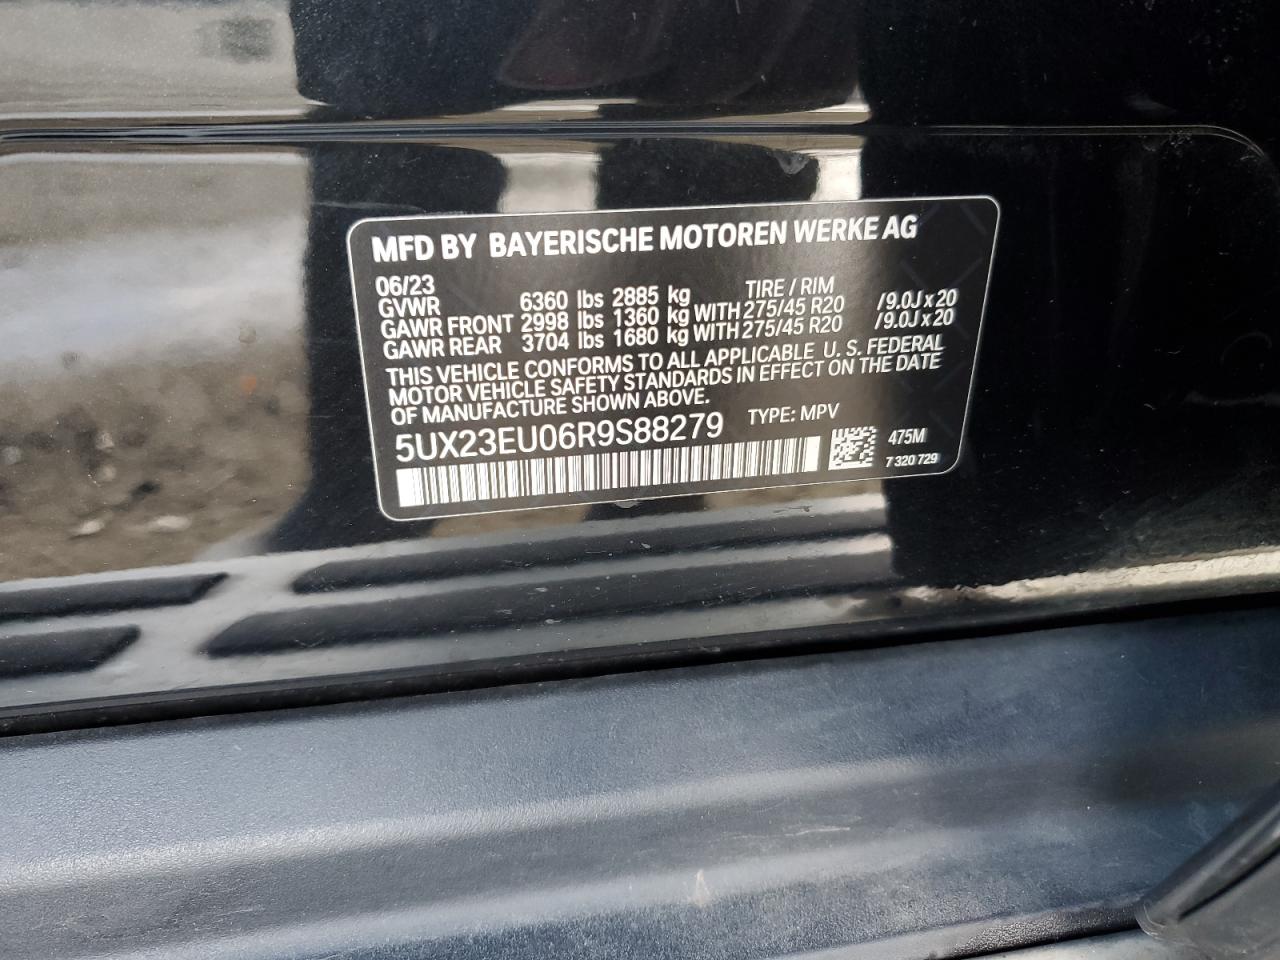 MFD BY BAYERISCHE MOTOREN WERKE AG
06/23 TIRE / RIM
GVWR 6360 lbs 2885 kg
GAWR FRONT 2998 lbs 1360 kg WITH 275/45 R20 /9.0J x 20
GAWR REAR 3704 lbs 1680 kg WITH 275/45 R20 /9.0J x 20
THIS VEHICLE CONFORMS TO ALL APPLICABLE U. S. FEDERAL
MOTOR VEHICLE SAFETY STANDARDS IN EFFECT ON THE DATE
OF MANUFACTURE SHOWN ABOVE.
5UX23EU06R9S88279 TYPE: MPV
475M
7 320 729